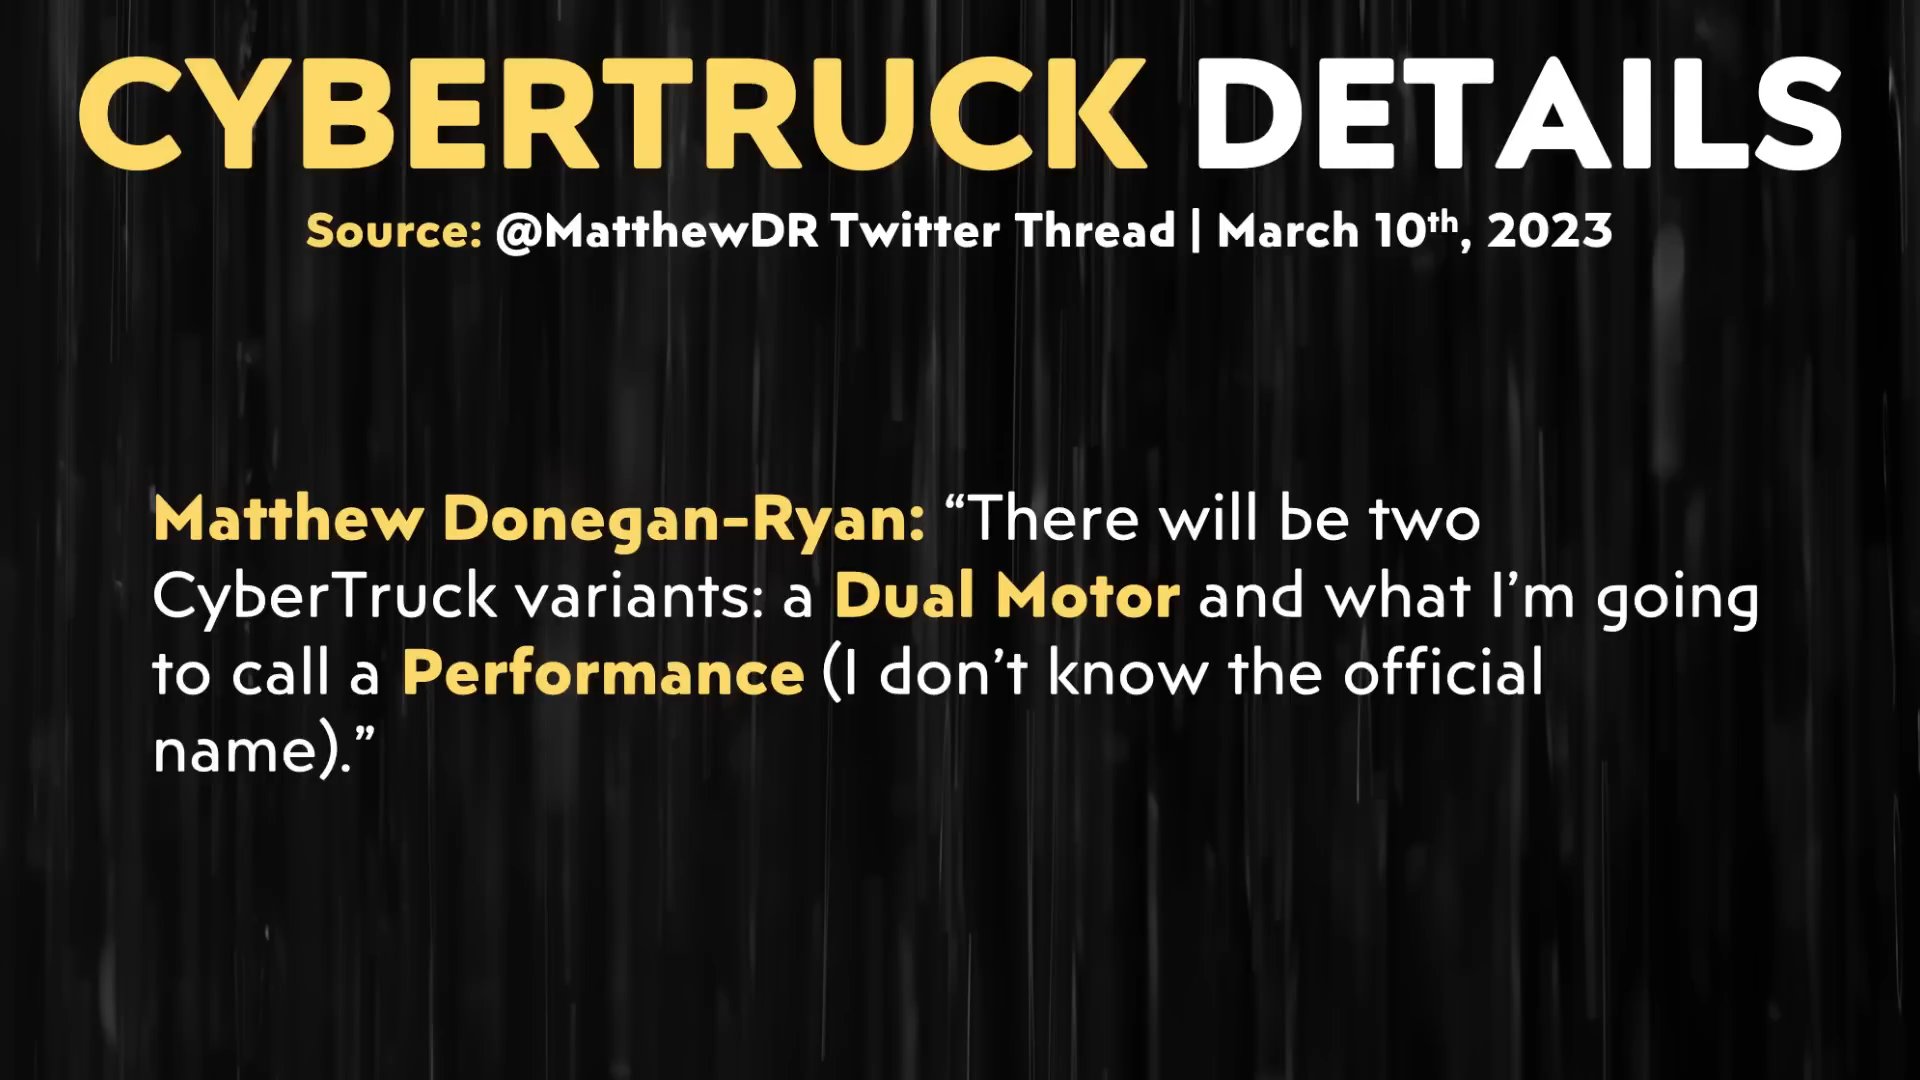 CYBERTRUCK DETAILS
Source: @MatthewDR Twitter Thread | March 10th, 2023
Matthew Donegan-Ryan: “There will be two
CyberTruck variants: a Dual Motor and what I’m going
to call a Performance (I don’t know the official
name).”